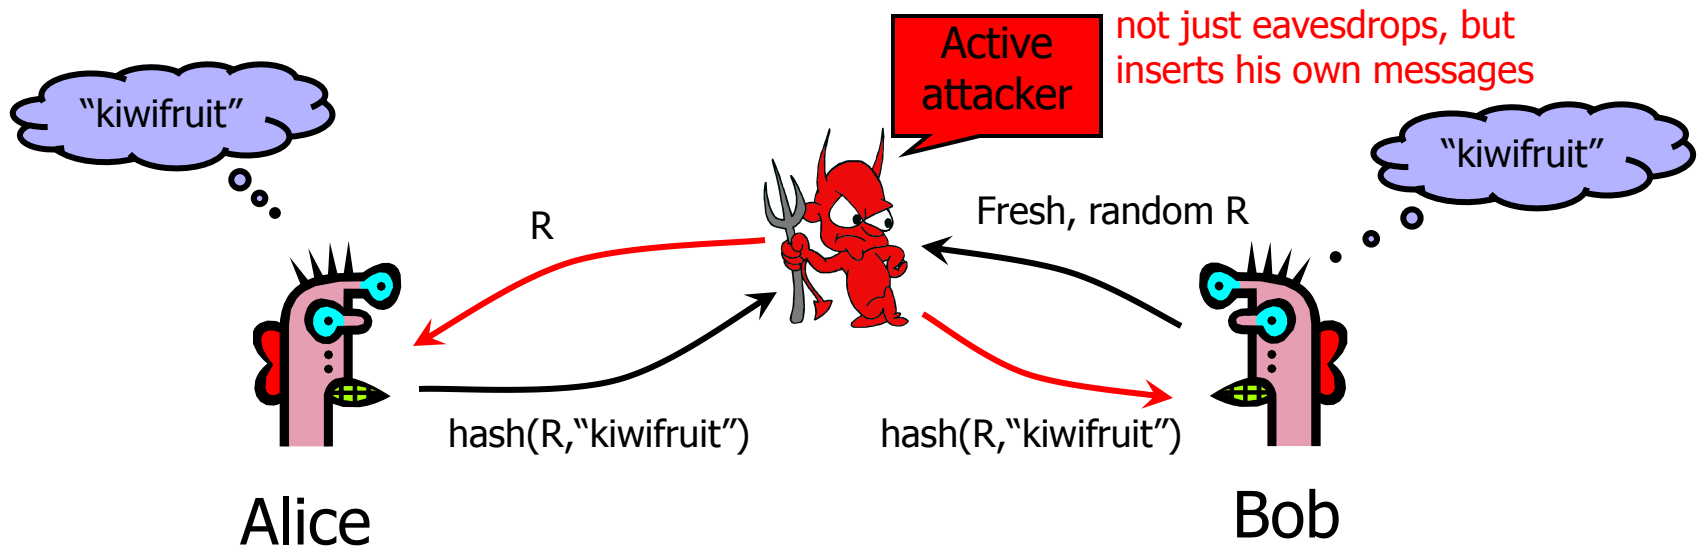 not just eavesdrops, but
inserts his own messages
Active
attacker
“kiwifruit”
“kiwifruit”
R
Fresh, random R
hash(R,“kiwifruit”)
hash(R,“kiwifruit”)
Alice
Bob